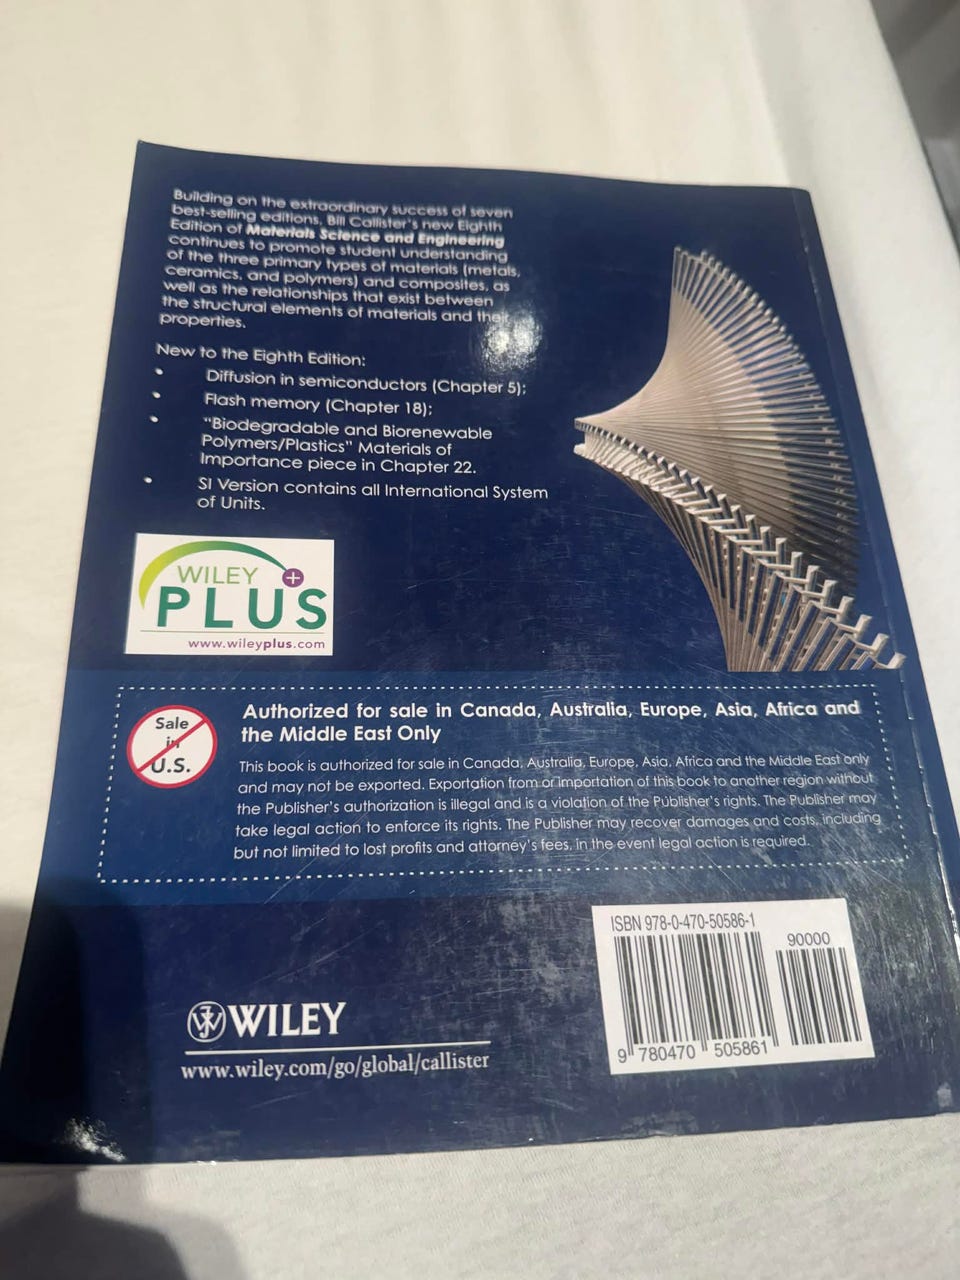 Building on the extraordinary success of seven
best-selling editions, Bill Callister's new Eighth
Edition of Materials Science and Engineering
continues to promote student understanding
of the three primary types of materials (metals,
ceramics, and polymers) and composites, as
well as the relationships that exist between
the structural elements of materials and their
properties.
New to the Eighth Edition:
• Diffusion in semiconductors (Chapter 5);
• Flash memory (Chapter 18);
• "Biodegradable and Biorenewable
Polymers/Plastics" Materials of
Importance piece in Chapter 22.
• SI Version contains all International System
of Units.
WILEY +
PLUS
www.wileyplus.com
Sale
in
U.S.
Authorized for sale in Canada, Australia, Europe, Asia, Africa and
the Middle East Only
This book is authorized for sale in Canada, Australia, Europe, Asia, Africa and the Middle East only
and may not be exported. Exportation from or importation of this book to another region without
the Publisher's authorization is illegal and is a violation of the Publisher's rights. The Publisher may
take legal action to enforce its rights. The Publisher may recover damages and costs, including
but not limited to lost profits and attorney's fees, in the event legal action is required.
ISBN 978-0-470-50586-1
90000
9 780470 505861
WILEY
www.wiley.com/go/global/callister